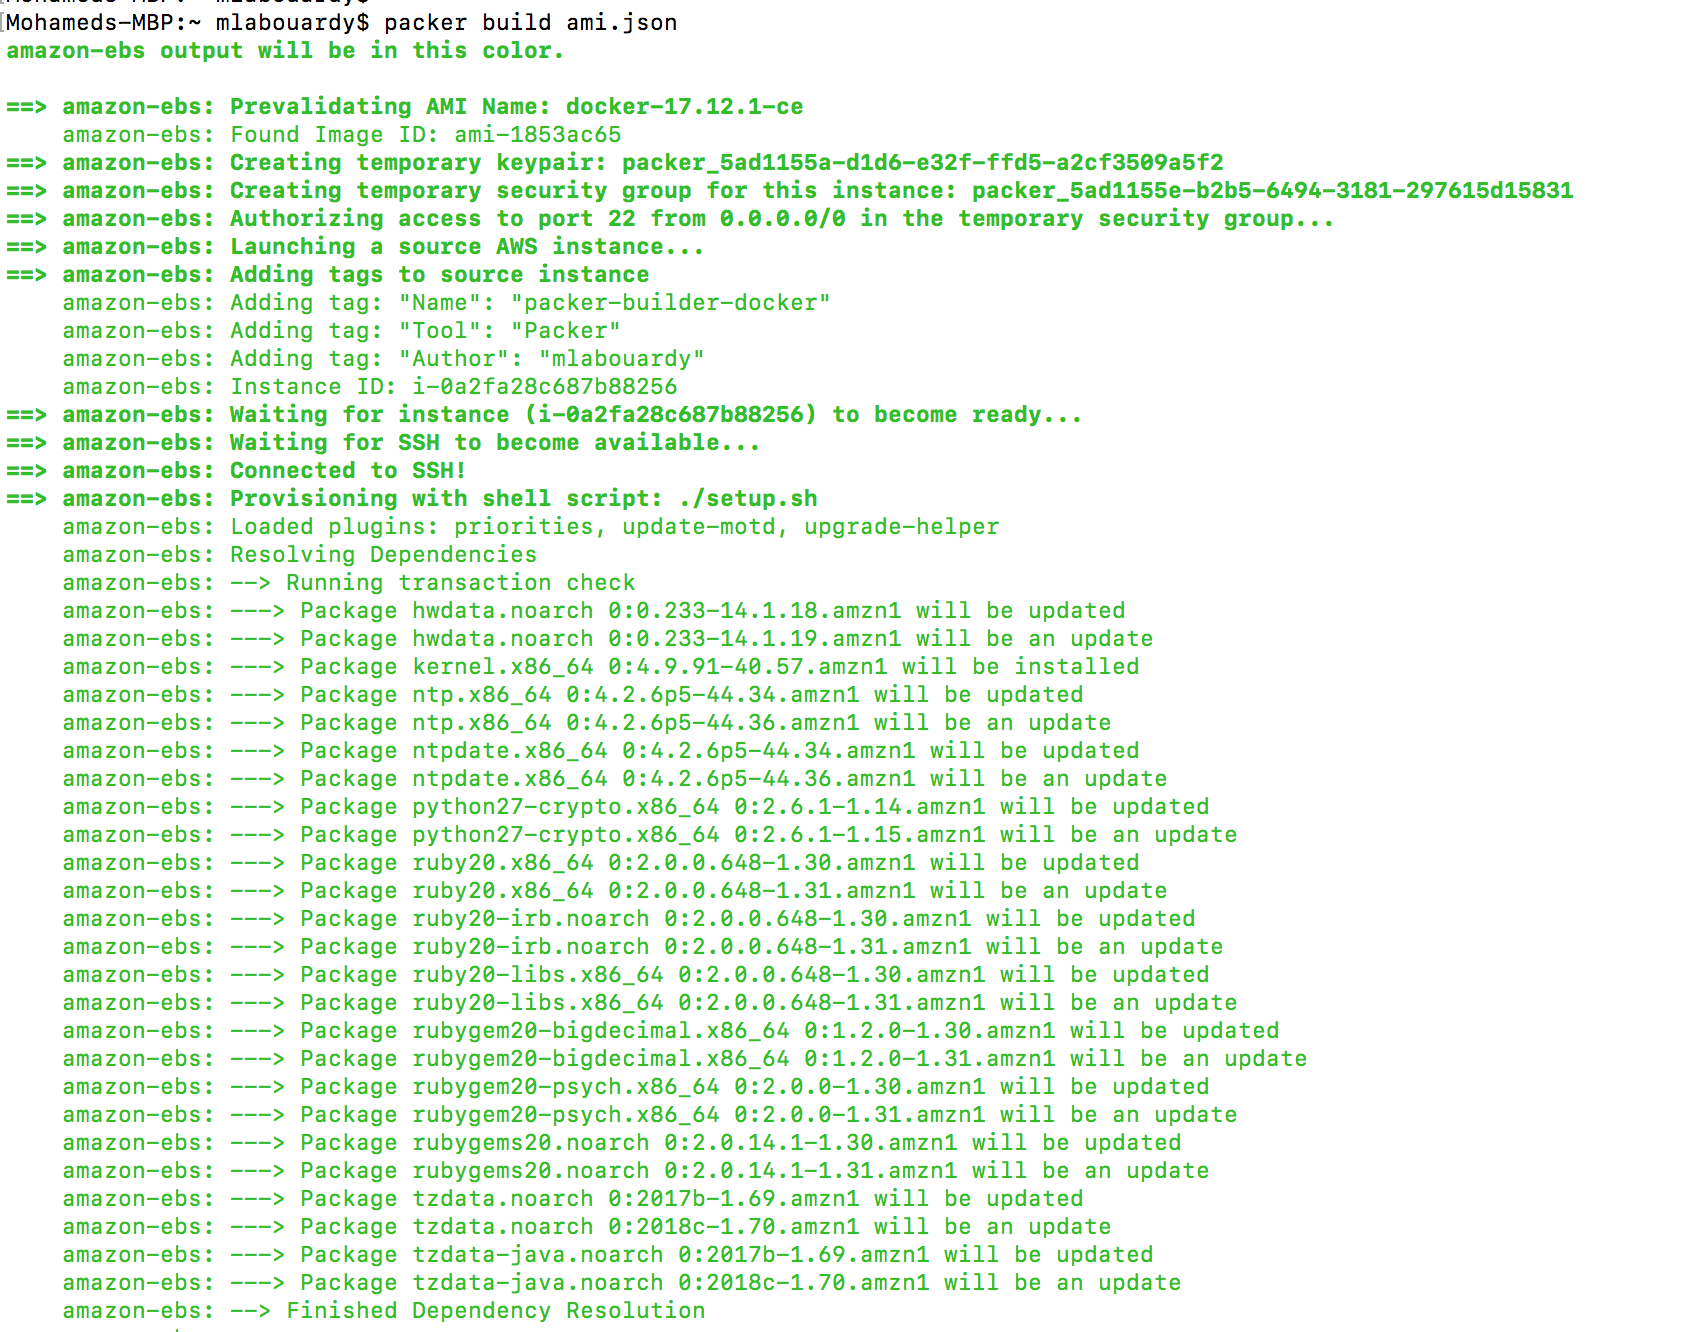 Mohameds-MBP:~ mlabouardy$
Mohameds-MBP:~ mlabouardy$ packer build ami.json
amazon-ebs output will be in this color.
==> amazon-ebs: Prevalidating AMI Name: docker-17.12.1-ce
amazon-ebs: Found Image ID: ami-1853ac65
==> amazon-ebs: Creating temporary keypair: packer_5ad1155a-d1d6-e32f-ffd5-a2cf3509a5f2
==> amazon-ebs: Creating temporary security group for this instance: packer_5ad1155e-b2b5-6494-3181-297615d15831
==> amazon-ebs: Authorizing access to port 22 from 0.0.0.0/0 in the temporary security group...
==> amazon-ebs: Launching a source AWS instance...
==> amazon-ebs: Adding tags to source instance
amazon-ebs: Adding tag: "Name": "packer-builder-docker"
amazon-ebs: Adding tag: "Tool": "Packer"
amazon-ebs: Adding tag: "Author": "mlabouardy"
amazon-ebs: Instance ID: i-0a2fa28c687b88256
==> amazon-ebs: Waiting for instance (i-0a2fa28c687b88256) to become ready...
==> amazon-ebs: Waiting for SSH to become available...
==> amazon-ebs: Connected to SSH!
==> amazon-ebs: Provisioning with shell script: ./setup.sh
amazon-ebs: Loaded plugins: priorities, update-motd, upgrade-helper
amazon-ebs: Resolving Dependencies
amazon-ebs: --> Running transaction check
amazon-ebs: ---> Package hwdata.noarch 0:0.233-14.1.18.amzn1 will be updated
amazon-ebs: ---> Package hwdata.noarch 0:0.233-14.1.19.amzn1 will be an update
amazon-ebs: ---> Package kernel.x86_64 0:4.9.91-40.57.amzn1 will be installed
amazon-ebs: ---> Package ntp.x86_64 0:4.2.6p5-44.34.amzn1 will be updated
amazon-ebs: ---> Package ntp.x86_64 0:4.2.6p5-44.36.amzn1 will be an update
amazon-ebs: ---> Package ntpdate.x86_64 0:4.2.6p5-44.34.amzn1 will be updated
amazon-ebs: ---> Package ntpdate.x86_64 0:4.2.6p5-44.36.amzn1 will be an update
amazon-ebs: ---> Package python27-crypto.x86_64 0:2.6.1-1.14.amzn1 will be updated
amazon-ebs: ---> Package python27-crypto.x86_64 0:2.6.1-1.15.amzn1 will be an update
amazon-ebs: ---> Package ruby20.x86_64 0:2.0.0.648-1.30.amzn1 will be updated
amazon-ebs: ---> Package ruby20.x86_64 0:2.0.0.648-1.31.amzn1 will be an update
amazon-ebs: ---> Package ruby20-irb.noarch 0:2.0.0.648-1.30.amzn1 will be updated
amazon-ebs: ---> Package ruby20-irb.noarch 0:2.0.0.648-1.31.amzn1 will be an update
amazon-ebs: ---> Package ruby20-libs.x86_64 0:2.0.0.648-1.30.amzn1 will be updated
amazon-ebs: ---> Package ruby20-libs.x86_64 0:2.0.0.648-1.31.amzn1 will be an update
amazon-ebs: ---> Package rubygem20-bigdecimal.x86_64 0:1.2.0-1.30.amzn1 will be updated
amazon-ebs: ---> Package rubygem20-bigdecimal.x86_64 0:1.2.0-1.31.amzn1 will be an update
amazon-ebs: ---> Package rubygem20-psych.x86_64 0:2.0.0-1.30.amzn1 will be updated
amazon-ebs: ---> Package rubygem20-psych.x86_64 0:2.0.0-1.31.amzn1 will be an update
amazon-ebs: ---> Package rubygems20.noarch 0:2.0.14.1-1.30.amzn1 will be updated
amazon-ebs: ---> Package rubygems20.noarch 0:2.0.14.1-1.31.amzn1 will be an update
amazon-ebs: ---> Package tzdata.noarch 0:2017b-1.69.amzn1 will be updated
amazon-ebs: ---> Package tzdata.noarch 0:2018c-1.70.amzn1 will be an update
amazon-ebs: ---> Package tzdata-java.noarch 0:2017b-1.69.amzn1 will be updated
amazon-ebs: ---> Package tzdata-java.noarch 0:2018c-1.70.amzn1 will be an update
amazon-ebs: --> Finished Dependency Resolution